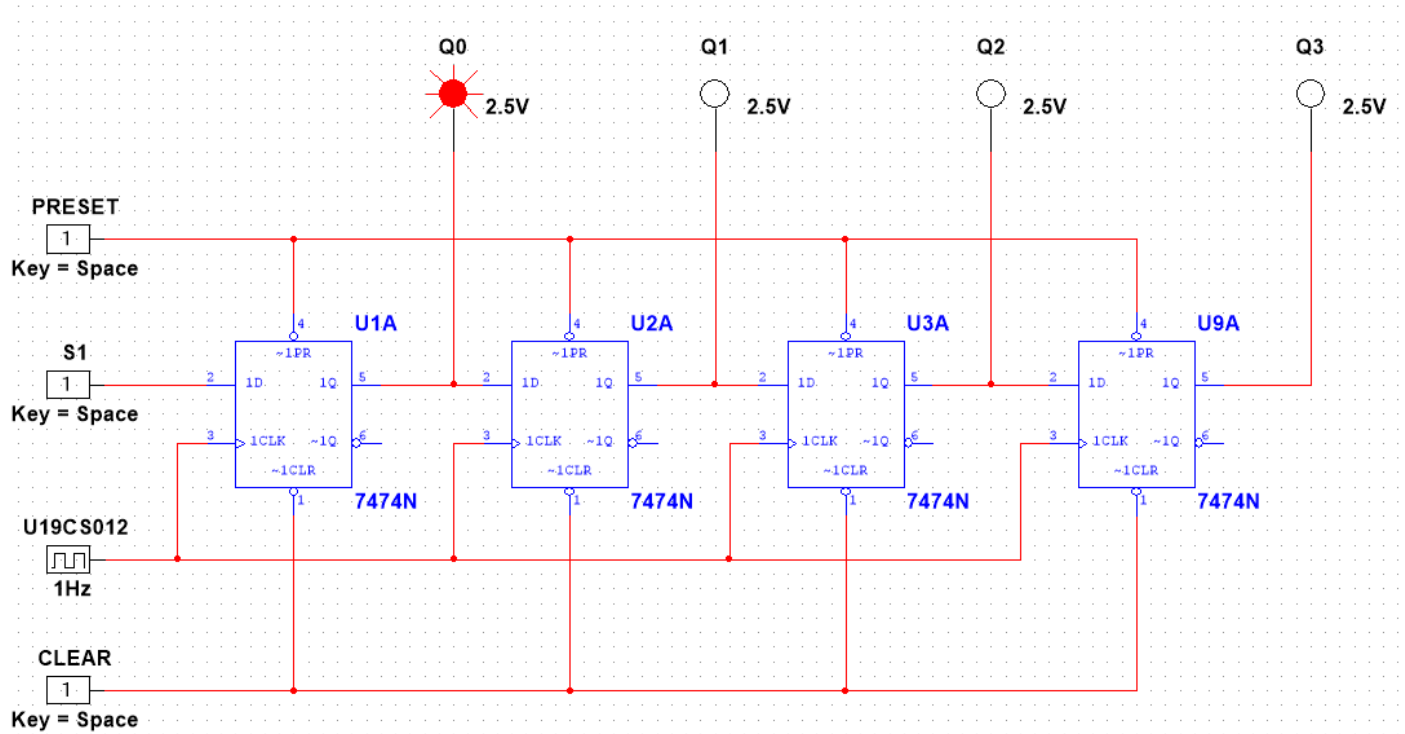 Q0 Q1 Q2 Q3
2.5V 2.5V 2.5V 2.5V
PRESET
1
Key = Space
4 4 4 4
U1A U2A U3A U9A
~1PR ~1PR ~1PR ~1PR
S1
1
2 1D 1Q 5 2 1D 1Q 5 2 1D 1Q 5 2 1D 1Q 5
Key = Space
3 1CLK ~1Q 6 3 1CLK ~1Q 6 3 1CLK ~1Q 6 3 1CLK ~1Q 6
~1CLR ~1CLR ~1CLR ~1CLR
1 7474N 1 7474N 1 7474N 1 7474N
U19CS012
1Hz
CLEAR
1
Key = Space